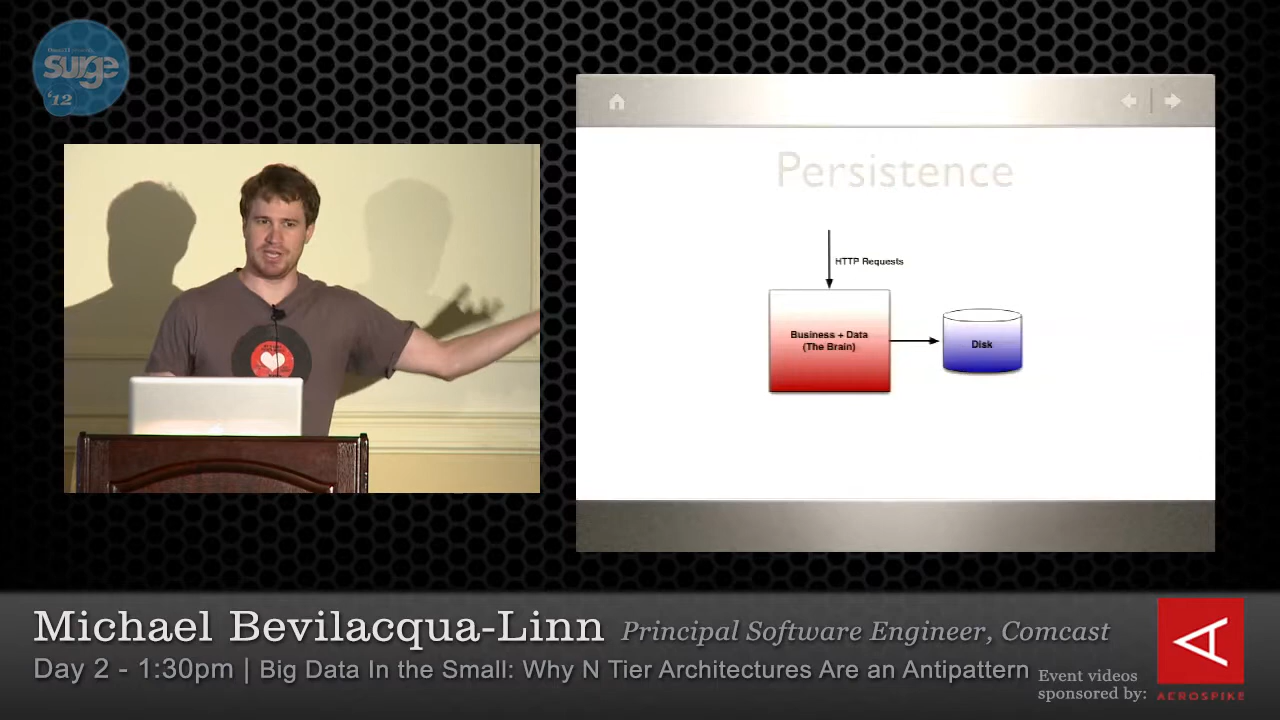 surge
'12
Persistence
HTTP Requests
Business + Data
(The Brain)
Disk
Michael Bevilacqua-Linn Principal Software Engineer, Comcast
Day 2 - 1:30pm | Big Data In the Small: Why N Tier Architectures Are an Antipattern
Event videos
sponsored by:
AEROSPIKE